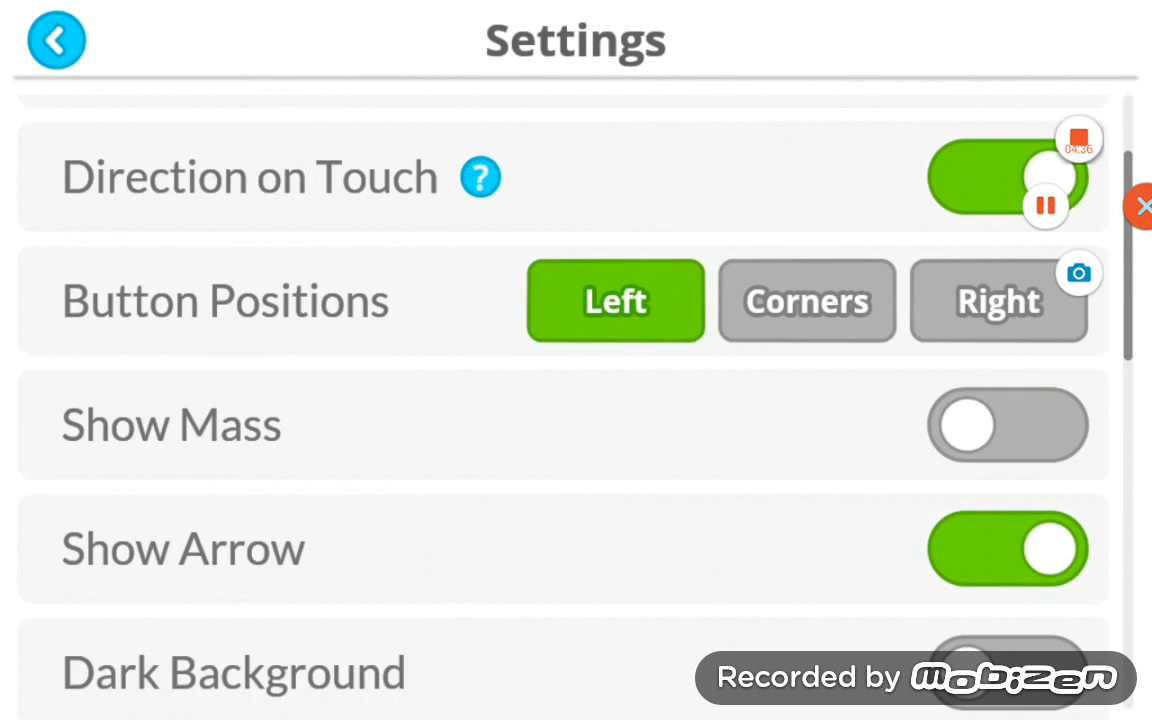 Settings
Direction on Touch ?
04:36
Button Positions Left Corners Right
Show Mass
Show Arrow
Dark Background
Recorded by mobizen